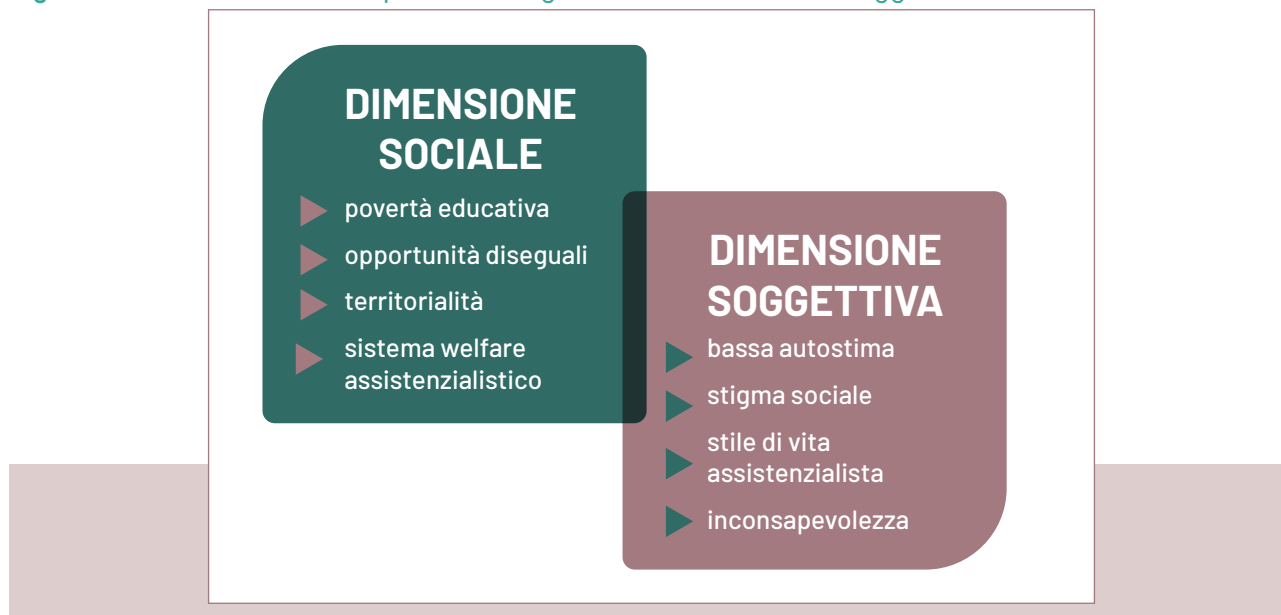 DIMENSIONE
SOCIALE
povertà educativa
opportunità diseguali
territorialità
sistema welfare
assistenzialistico
DIMENSIONE
SOGGETTIVA
bassa autostima
stigma sociale
stile di vita
assistenzialista
inconsapevolezza